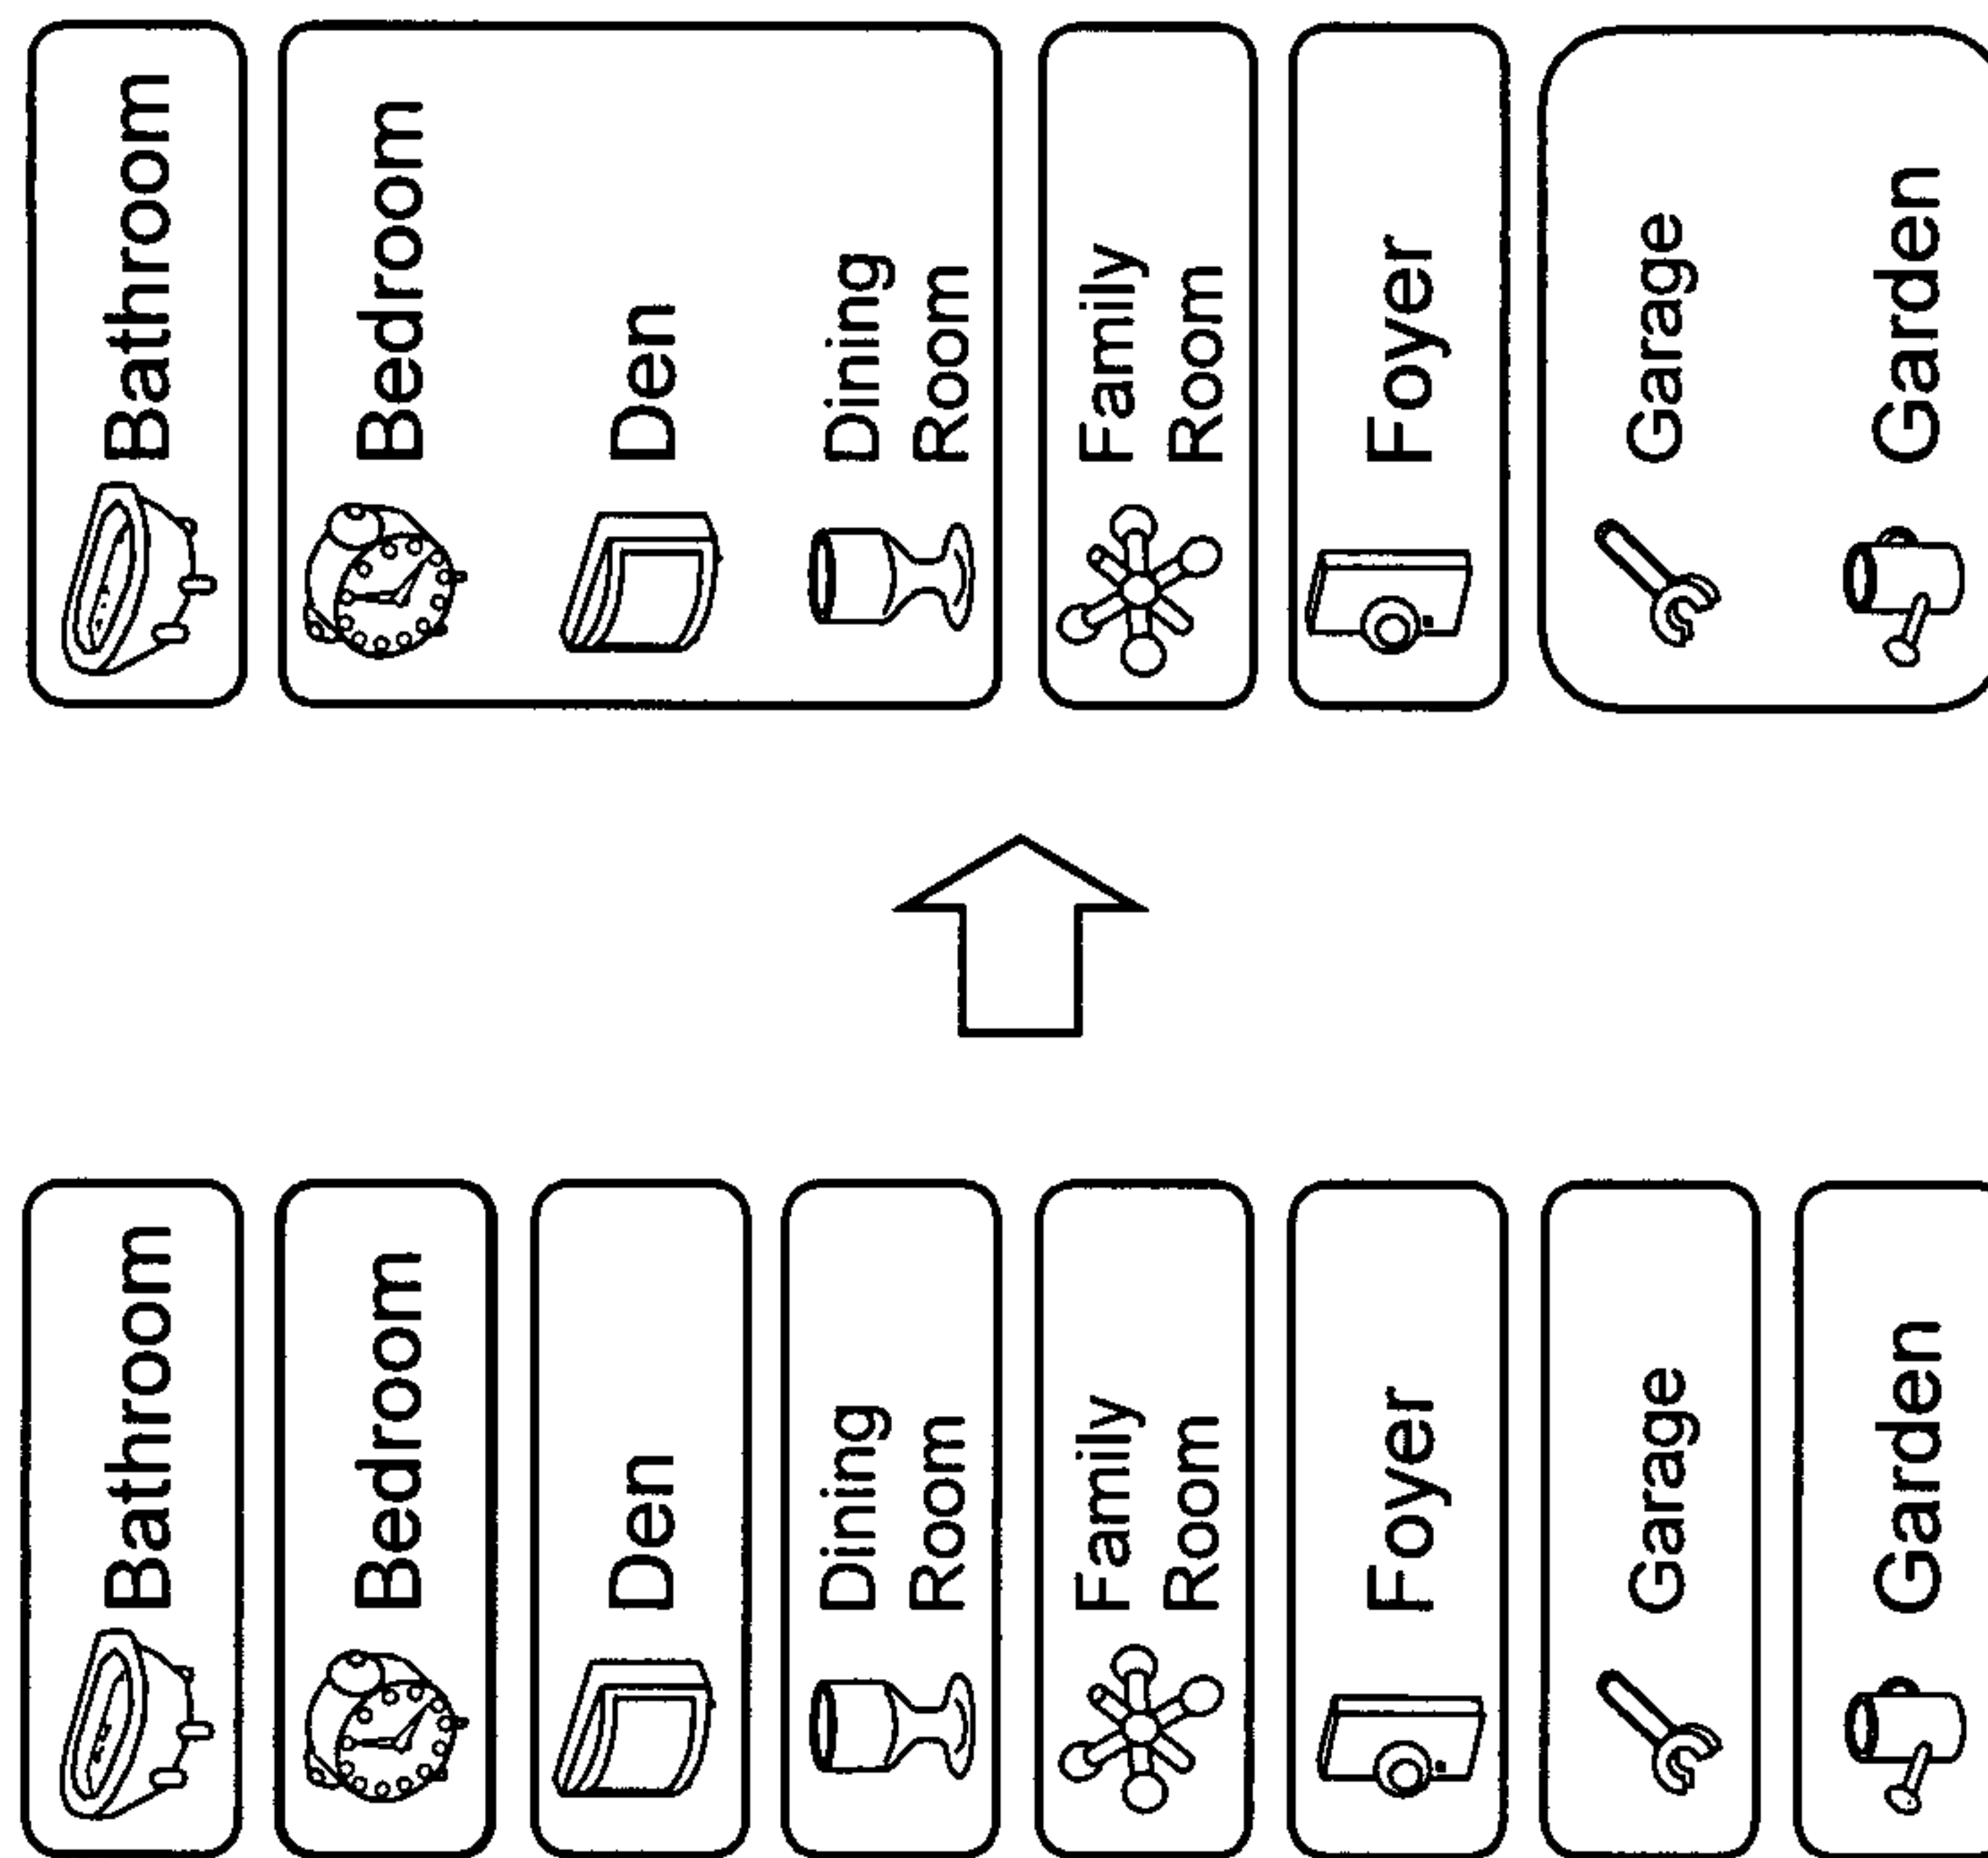 Bathroom
Bedroom
Den
Dining
Room
Family
Room
Foyer
Garage
Garden
Bathroom
Bedroom
Den
Dining
Room
Family
Room
Foyer
Garage
Garden